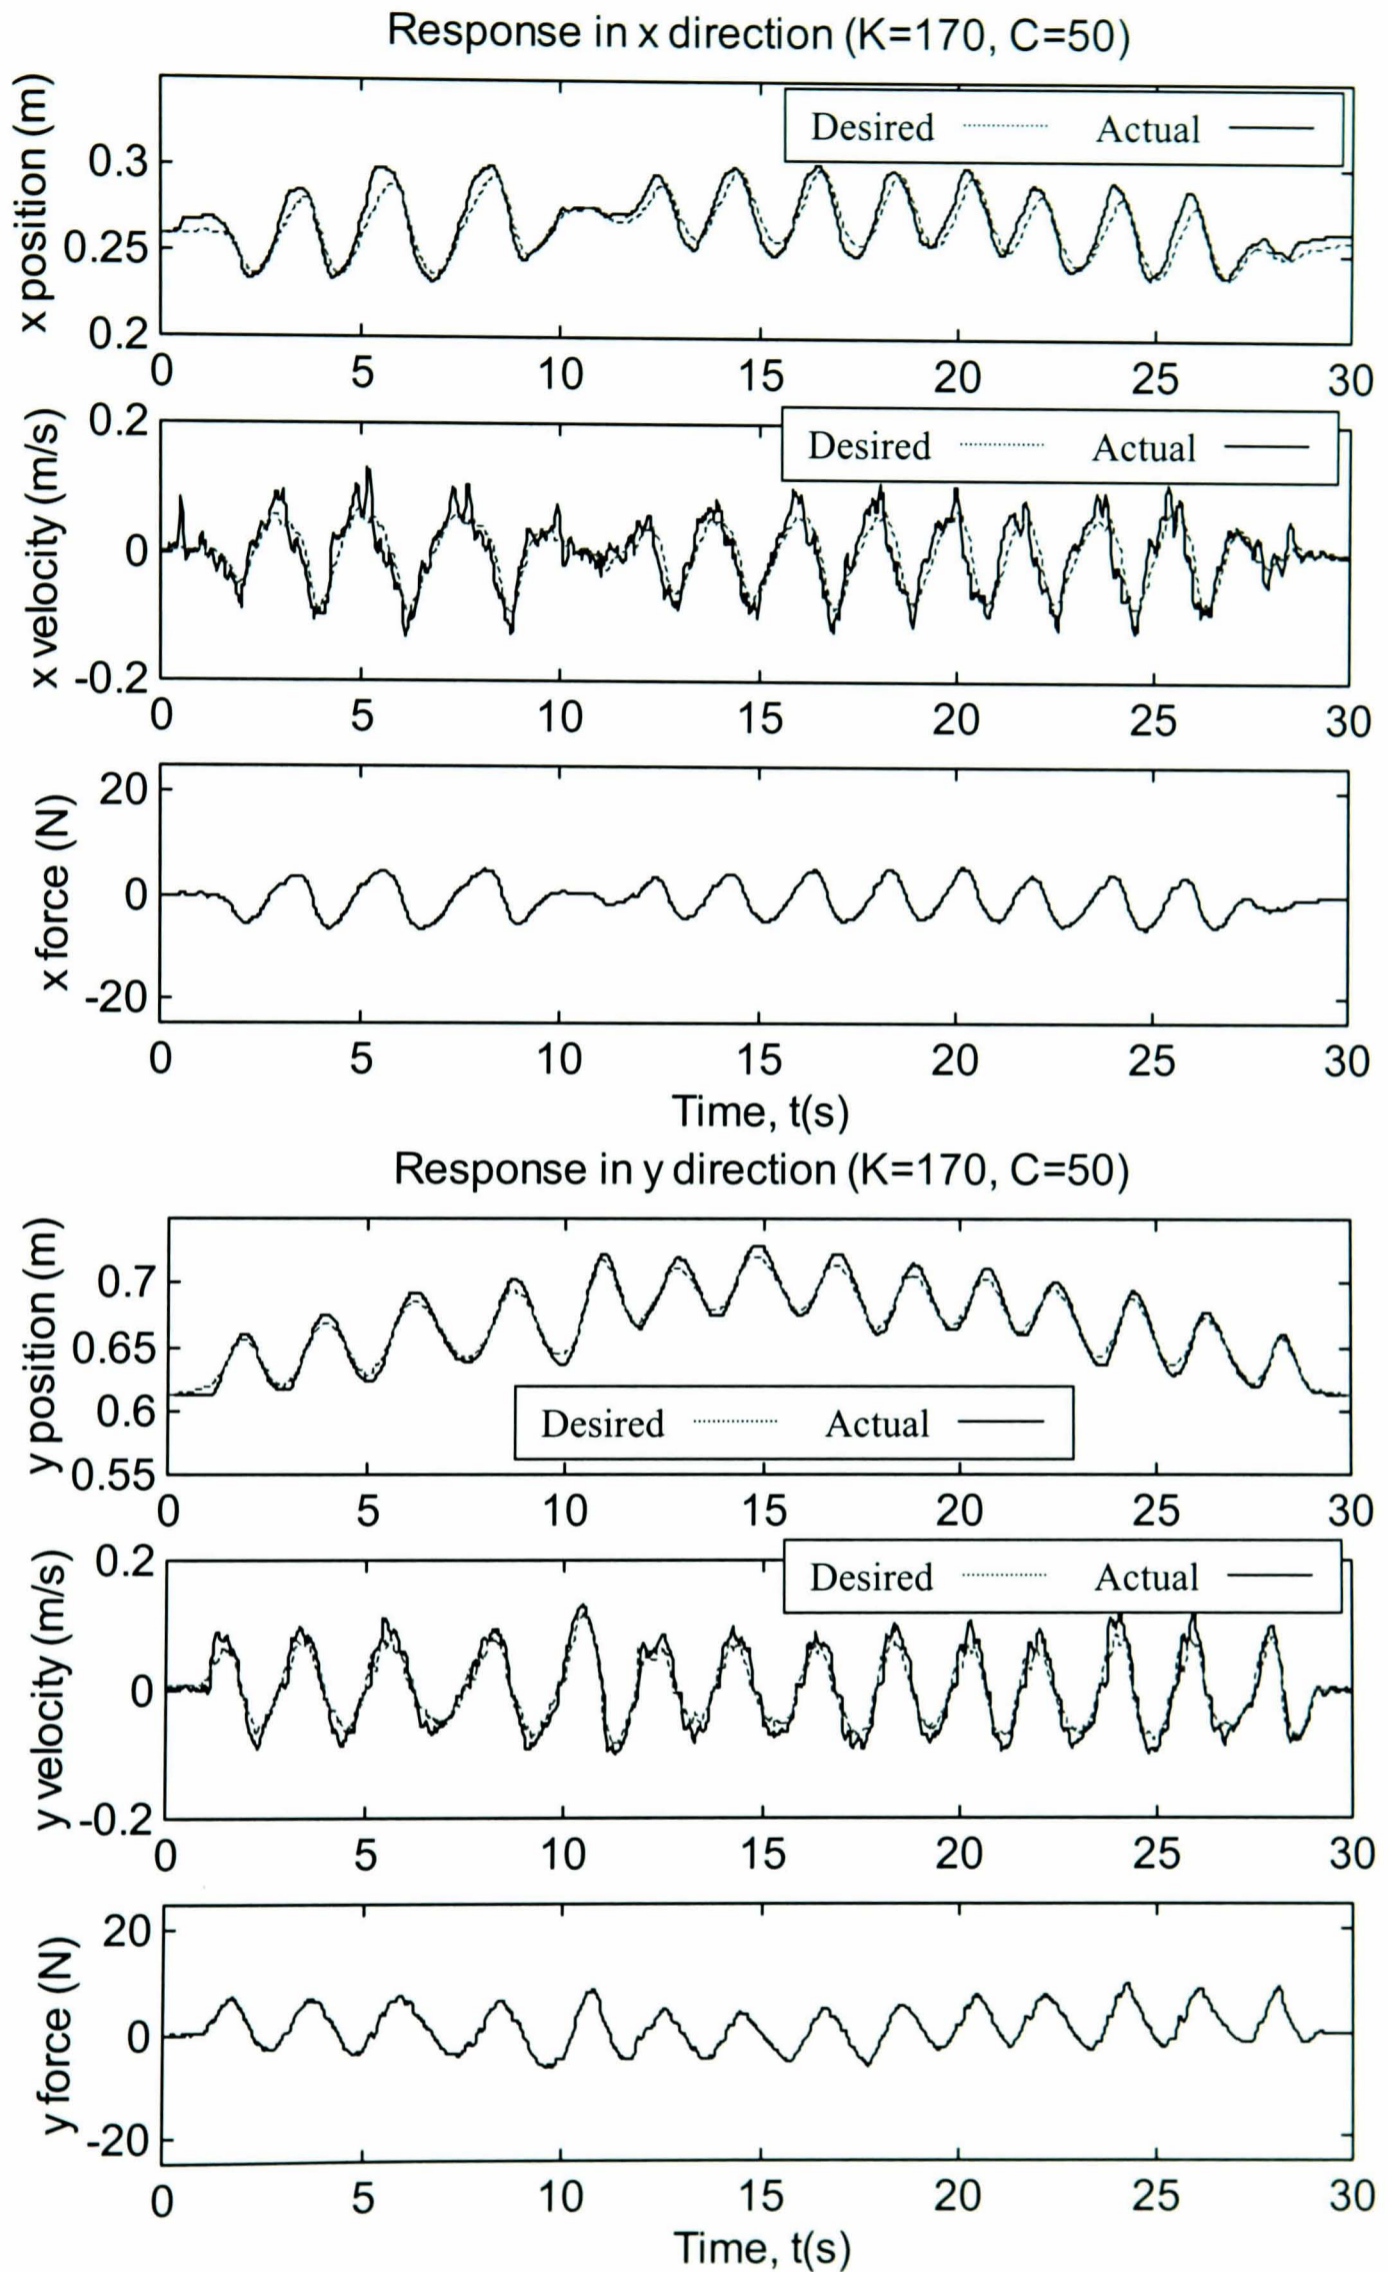 Response in x direction (K=170, C=50)
x position (m)
0.3
0.25
0.2
Desired Actual
0 5 10 15 20 25 30
x velocity (m/s)
0.2
0
-0.2
Desired Actual
0 5 10 15 20 25 30
x force (N)
20
0
-20
0 5 10 15 20 25 30
Time, t(s)
Response in y direction (K=170, C=50)
y position (m)
0.7
0.65
0.6
0.55
Desired Actual
0 5 10 15 20 25 30
y velocity (m/s)
0.2
0
-0.2
Desired Actual
0 5 10 15 20 25 30
y force (N)
20
0
-20
0 5 10 15 20 25 30
Time, t(s)